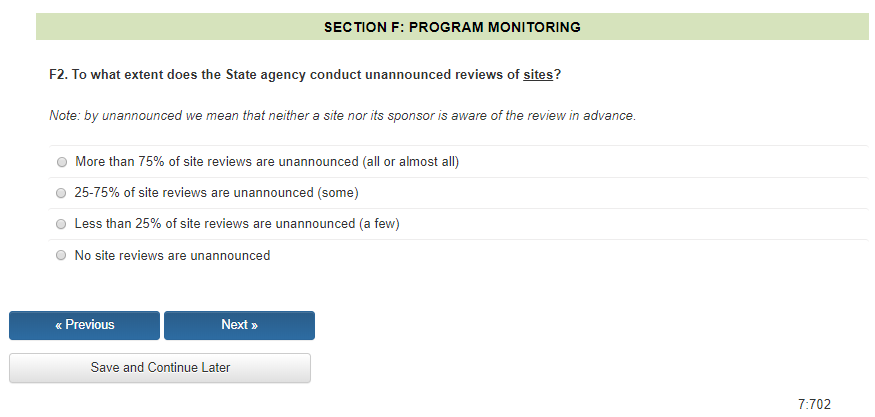 SECTION F: PROGRAM MONITORING
F2. To what extent does the State agency conduct unannounced reviews of sites?
Note: by unannounced we mean that neither a site nor its sponsor is aware of the review in advance.
More than 75% of site reviews are unannounced (all or almost all)
25-75% of site reviews are unannounced (some)
Less than 25% of site reviews are unannounced (a few)
No site reviews are unannounced
« Previous
Next »
Save and Continue Later
7:702